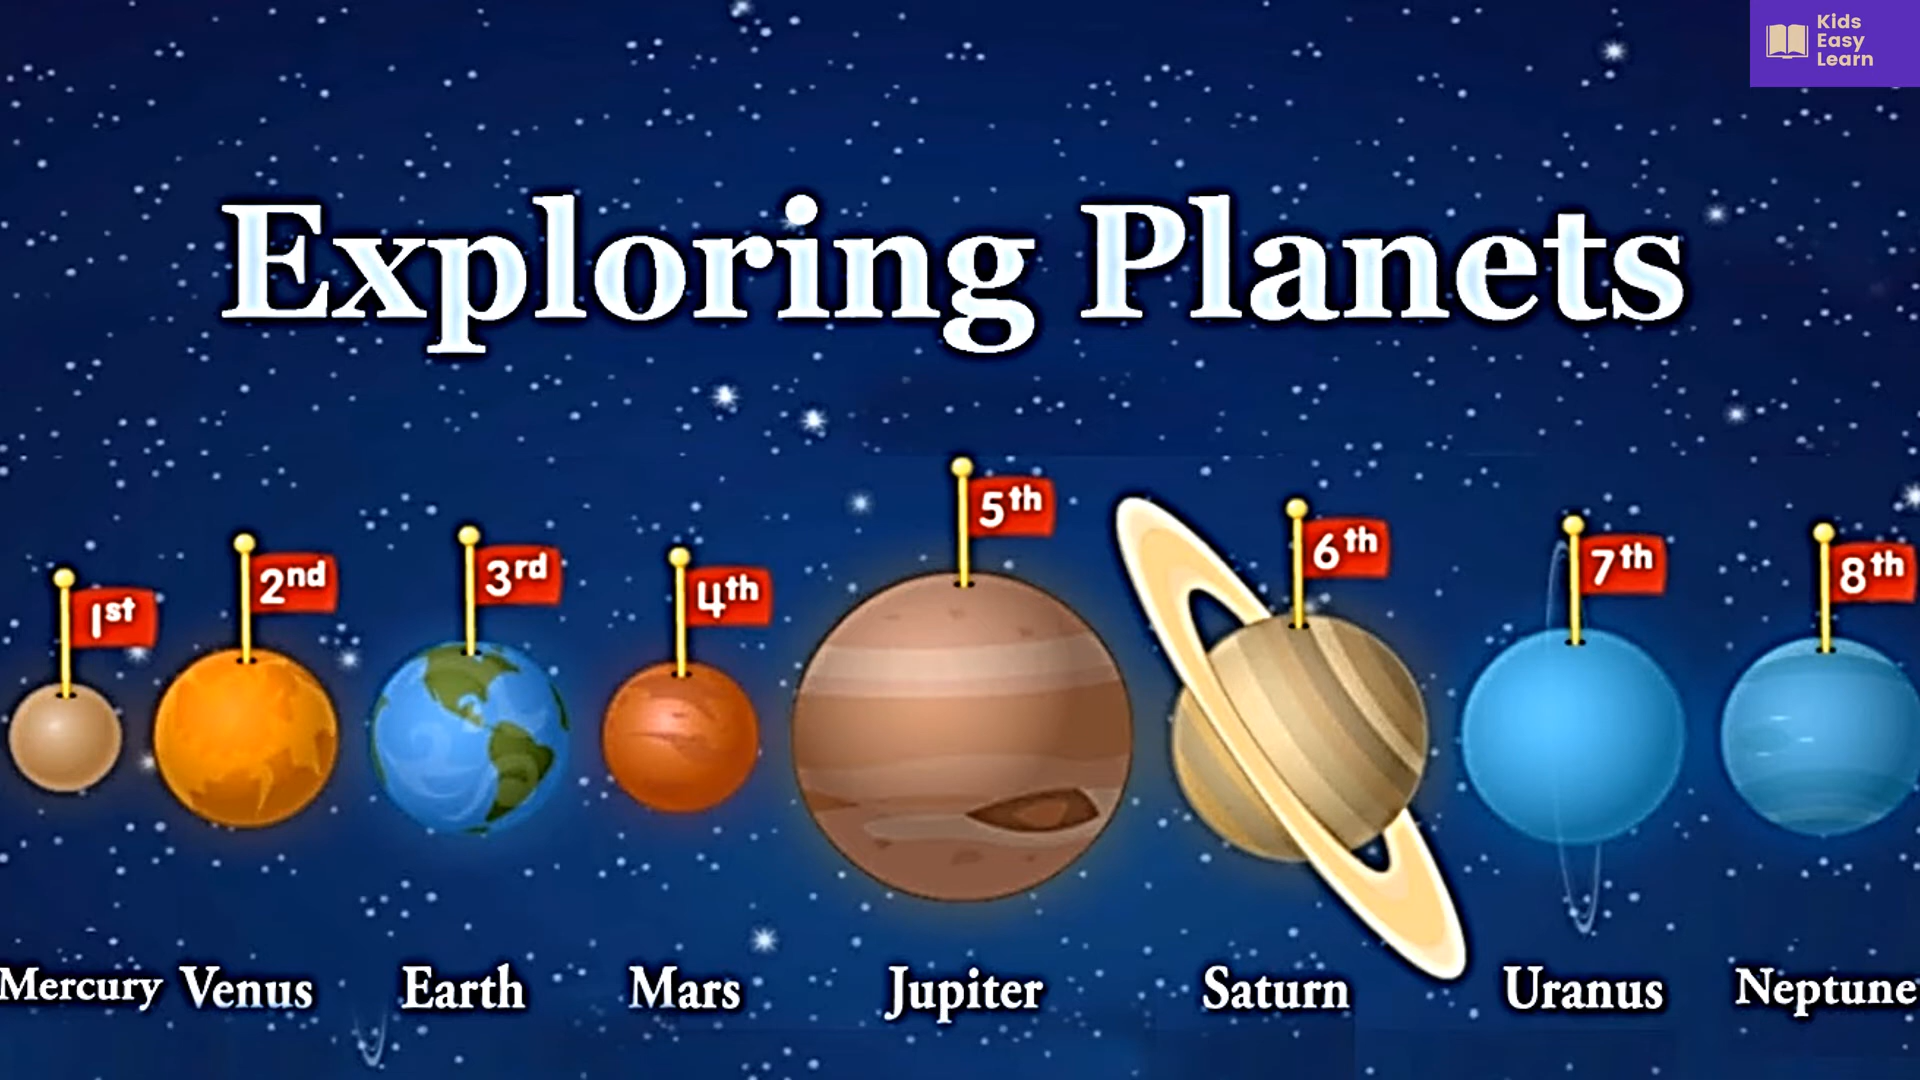 Kids
Easy
Learn
Exploring Planets
1st 2nd 3rd 4th 5th 6th 7th 8th
Mercury Venus Earth Mars Jupiter Saturn Uranus Neptune